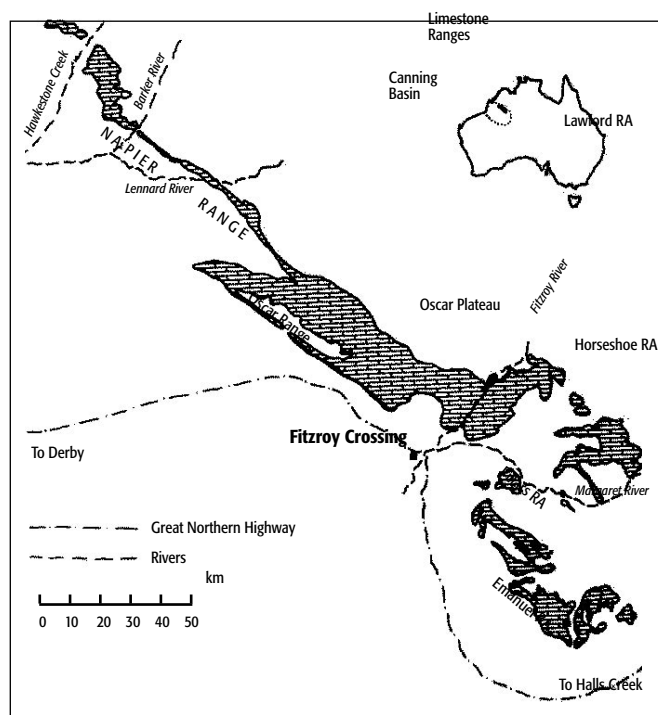 Limestone
Ranges
Canning
Basin
Lawford RA
Hawkestone Creek
Barker River
NAPIER
RANGE
Lennard River
Oscar Range
Oscar Plateau
Fitzroy River
Horseshoe RA
Fitzroy Crossing
To Derby
Margaret River
RA
Emanuel
Great Northern Highway
Rivers
km
0 10 20 30 40 50
To Halls Creek